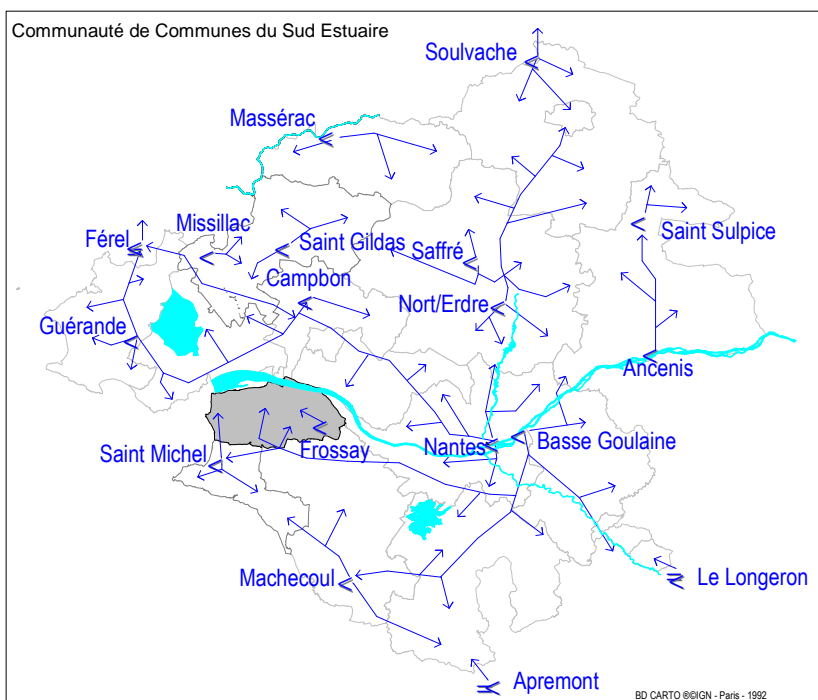 Communauté de Communes du Sud Estuaire
Soulvache
Massérac
Missillac
Férel
Saint Gildas
Saffré
Saint Sulpice
Campbon
Nort/Erdre
Guérande
Ancenis
Saint Michel
Frossay
Nantes
Basse Goulaine
Machecoul
Le Longeron
Apremont
BD CARTO ®©IGN - Paris - 1992